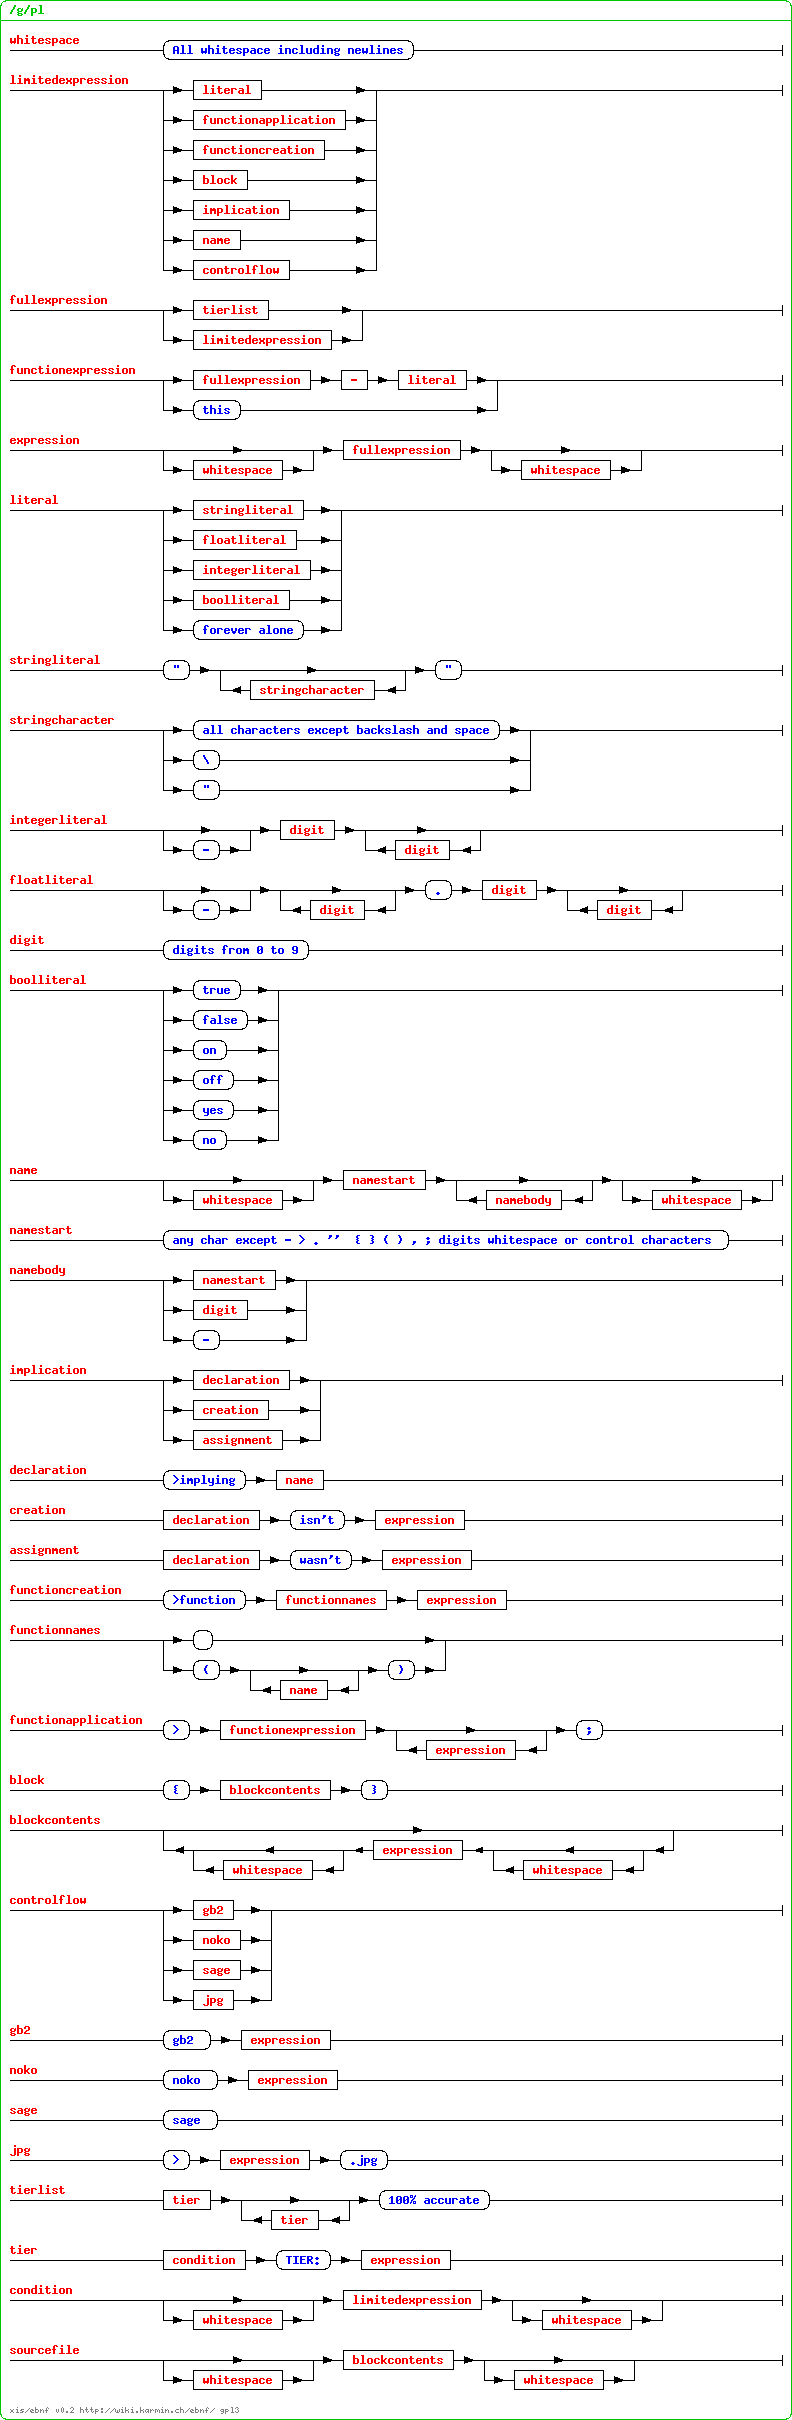 /g/pl
whitespace All whitespace including newlines
limitedexpression literal
functionapplication
functioncreation
block
implication
name
controlflow
fullexpression tierlist
limitedexpression
functionexpression fullexpression - literal
this
expression fullexpression
whitespace whitespace
literal stringliteral
floatliteral
integerliteral
boolliteral
forever alone
stringliteral " "
stringcharacter
stringcharacter all characters except backslash and space
\
"
integerliteral digit
- digit
floatliteral . digit
- digit digit
digit digits from 0 to 9
boolliteral true
false
on
off
yes
no
name namestart
whitespace namebody whitespace
namestart any char except - > . '' { } ( ) , ; digits whitespace or control characters
namebody namestart
digit
-
implication declaration
creation
assignment
declaration >implying name
creation declaration isn't expression
assignment declaration wasn't expression
functioncreation >function functionnames expression
functionnames
( )
name
functionapplication > functionexpression ;
expression
block { blockcontents }
blockcontents
expression
whitespace whitespace
controlflow gb2
noko
sage
jpg
gb2 gb2 expression
noko noko expression
sage sage
jpg > expression .jpg
tierlist tier 100% accurate
tier
tier condition TIER: expression
condition limitedexpression
whitespace whitespace
sourcefile blockcontents
whitespace whitespace
xis/ebnf v0.2 http://wiki.karmin.ch/ebnf/ gpl3